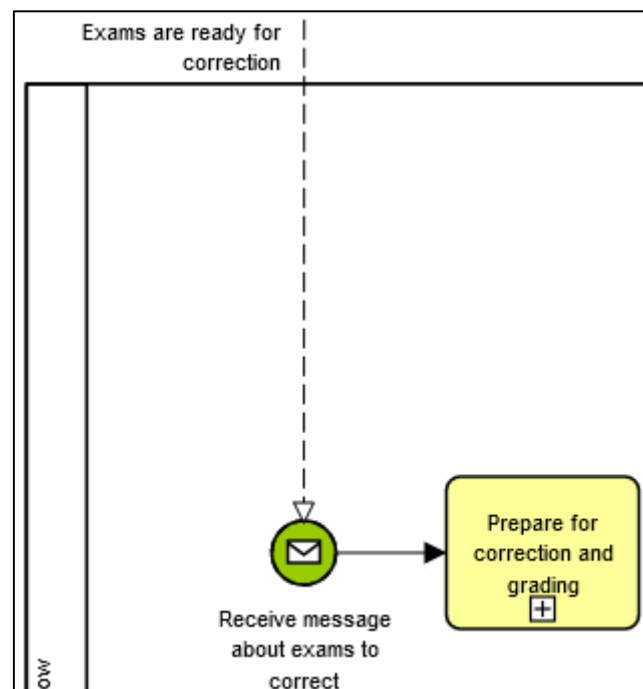 Exams are ready for
correction
Prepare for
correction and
grading
Receive message
about exams to
correct
ow